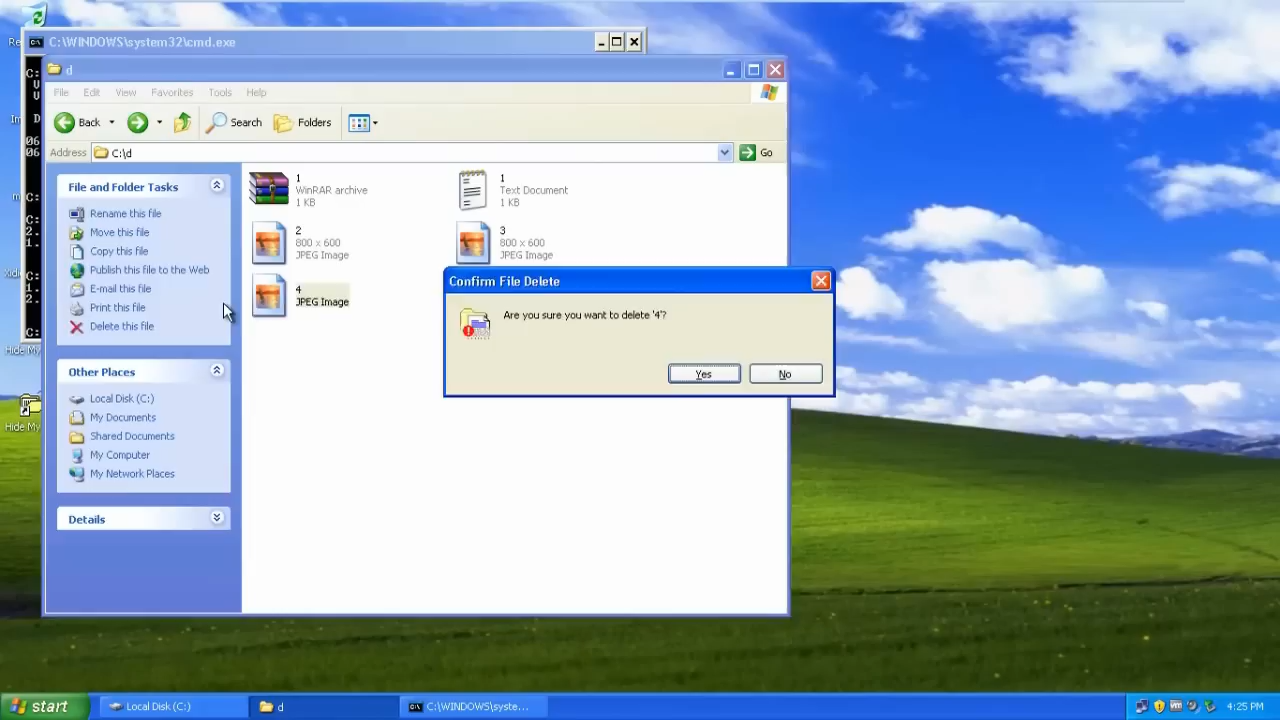 C:\WINDOWS\system32\cmd.exe
d
File Edit View Favorites Tools Help
Back Search Folders
Address C:\d Go
File and Folder Tasks
Rename this file
Move this file
Copy this file
Publish this file to the Web
E-mail this file
Print this file
Delete this file
Other Places
Local Disk (C:)
My Documents
Shared Documents
My Computer
My Network Places
Details
1
WinRAR archive
1 KB
1
Text Document
1 KB
2
800 x 600
JPEG Image
3
800 x 600
JPEG Image
4
JPEG Image
Confirm File Delete
Are you sure you want to delete '4'?
Yes No
Hide My
Hide My
start Local Disk (C:) d C:\WINDOWS\syste... 4:25 PM